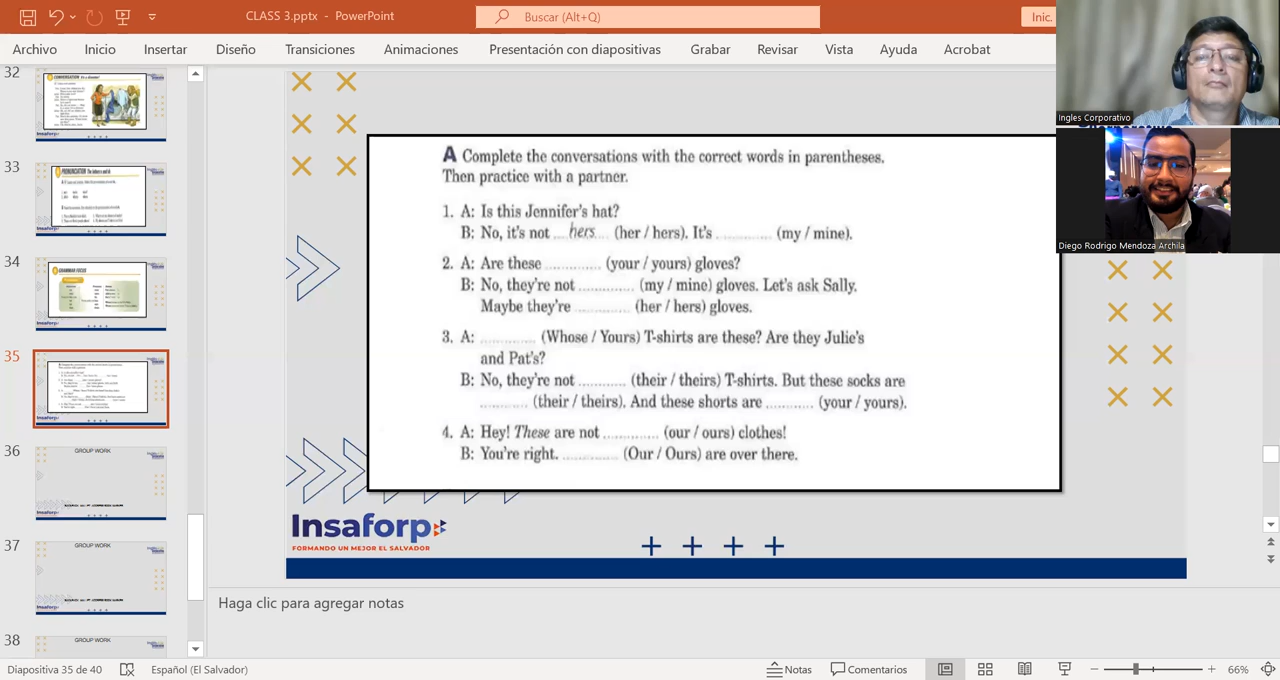 CLASS 3.pptx - PowerPoint
Buscar (Alt+Q)
Inic.
Archivo Inicio Insertar Diseño Transiciones Animaciones Presentación con diapositivas Grabar Revisar Vista Ayuda Acrobat
Ingles Corporativo
Diego Rodrigo Mendoza Archila
32
CONVERSATION
33
PRONUNCIATION
34
GRAMMAR FOCUS
35
36
GROUP WORK
37
GROUP WORK
38
GROUP WORK
A Complete the conversations with the correct words in parentheses.
Then practice with a partner.
1. A: Is this Jennifer's hat?
B: No, it's not hers (her / hers). It's ............ (my / mine).
2. A: Are these ............ (your / yours) gloves?
B: No, they're not ............ (my / mine) gloves. Let's ask Sally.
Maybe they're ............ (her / hers) gloves.
3. A: ............ (Whose / Yours) T-shirts are these? Are they Julie's
and Pat's?
B: No, they're not ............ (their / theirs) T-shirts. But these socks are
............ (their / theirs). And these shorts are ............ (your / yours).
4. A: Hey! These are not ............ (our / ours) clothes!
B: You're right. ............ (Our / Ours) are over there.
Insaforp
FORMANDO UN MEJOR EL SALVADOR
Haga clic para agregar notas
Diapositiva 35 de 40
Español (El Salvador)
Notas
Comentarios
66%